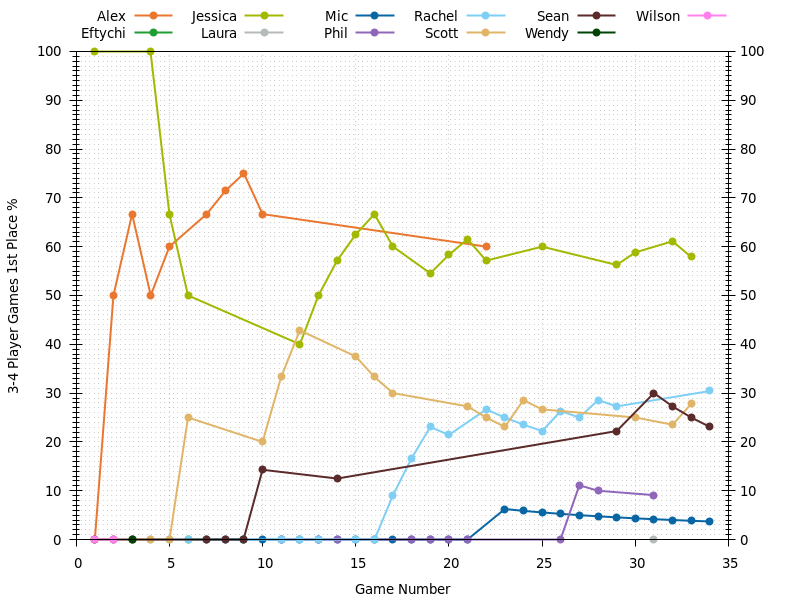 Alex Jessica Mic Rachel Sean Wilson
Eftychi Laura Phil Scott Wendy
100 100
90 90
80 80
70 70
60 60
50 50
40 40
30 30
20 20
10 10
0 0
0 5 10 15 20 25 30 35
Game Number
3-4 Player Games 1st Place %